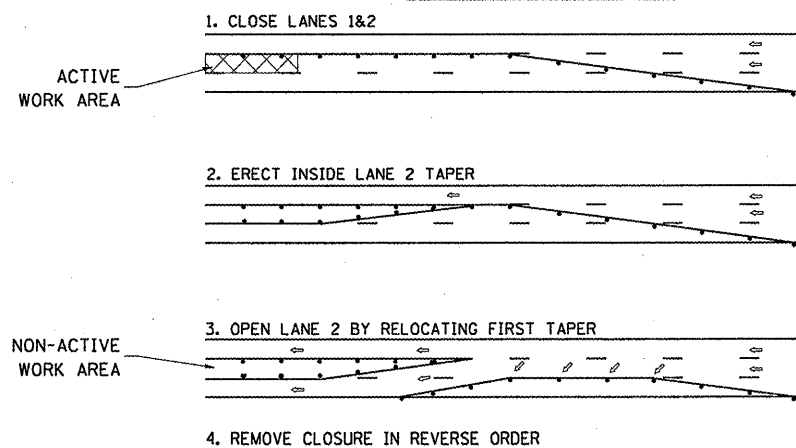 1. CLOSE LANES 1&2
ACTIVE
WORK AREA
2. ERECT INSIDE LANE 2 TAPER
3. OPEN LANE 2 BY RELOCATING FIRST TAPER
NON-ACTIVE
WORK AREA
4. REMOVE CLOSURE IN REVERSE ORDER